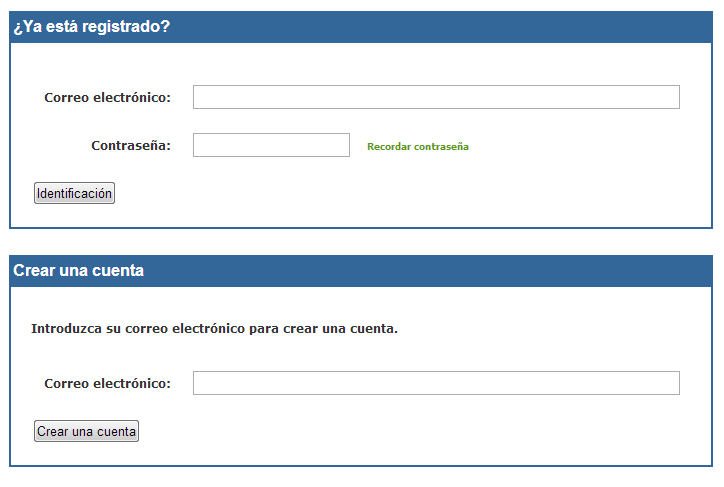 ¿Ya está registrado?
Correo electrónico:
Contraseña: Recordar contraseña
Identificación
Crear una cuenta
Introduzca su correo electrónico para crear una cuenta.
Correo electrónico:
Crear una cuenta